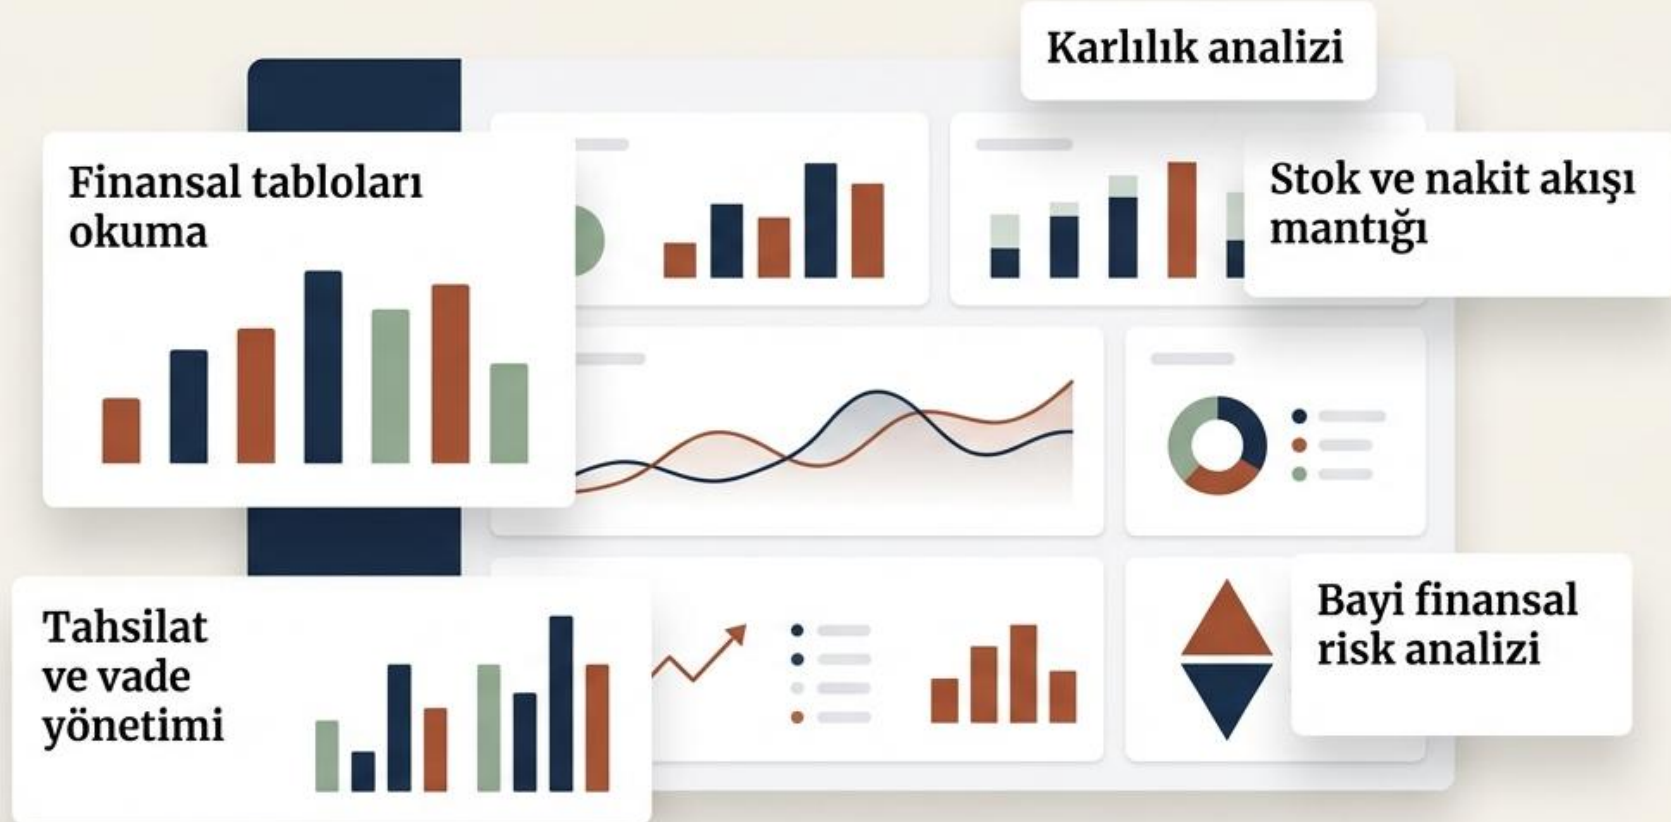 Karlılık analizi
Finansal tabloları
okuma
Stok ve nakit akışı
mantığı
Tahsilat
ve vade
yönetimi
Bayi finansal
risk analizi